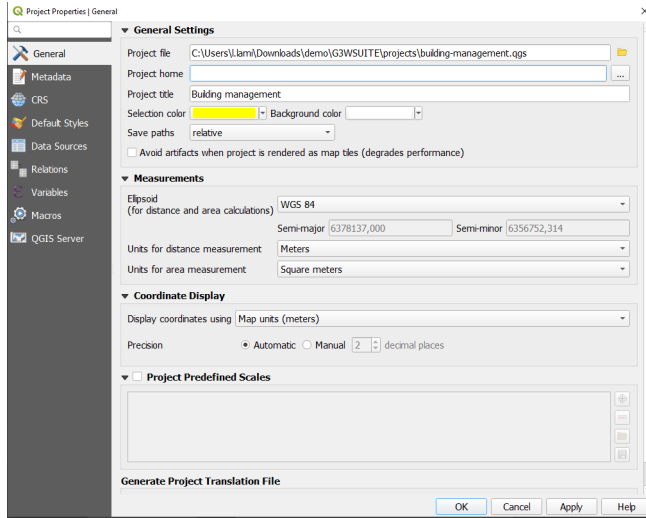 Project Properties | General
General
Metadata
CRS
Default Styles
Data Sources
Relations
Variables
Macros
QGIS Server
General Settings
Project file C:\Users\l.lami\Downloads\demo\G3WSUITE\projects\building-management.qgs
Project home ...
Project title Building management
Selection color Background color
Save paths relative
Avoid artifacts when project is rendered as map tiles (degrades performance)
Measurements
Ellipsoid
(for distance and area calculations) WGS 84
Semi-major 6378137,000 Semi-minor 6356752,314
Units for distance measurement Meters
Units for area measurement Square meters
Coordinate Display
Display coordinates using Map units (meters)
Precision Automatic Manual 2 decimal places
Project Predefined Scales
Generate Project Translation File
OK Cancel Apply Help